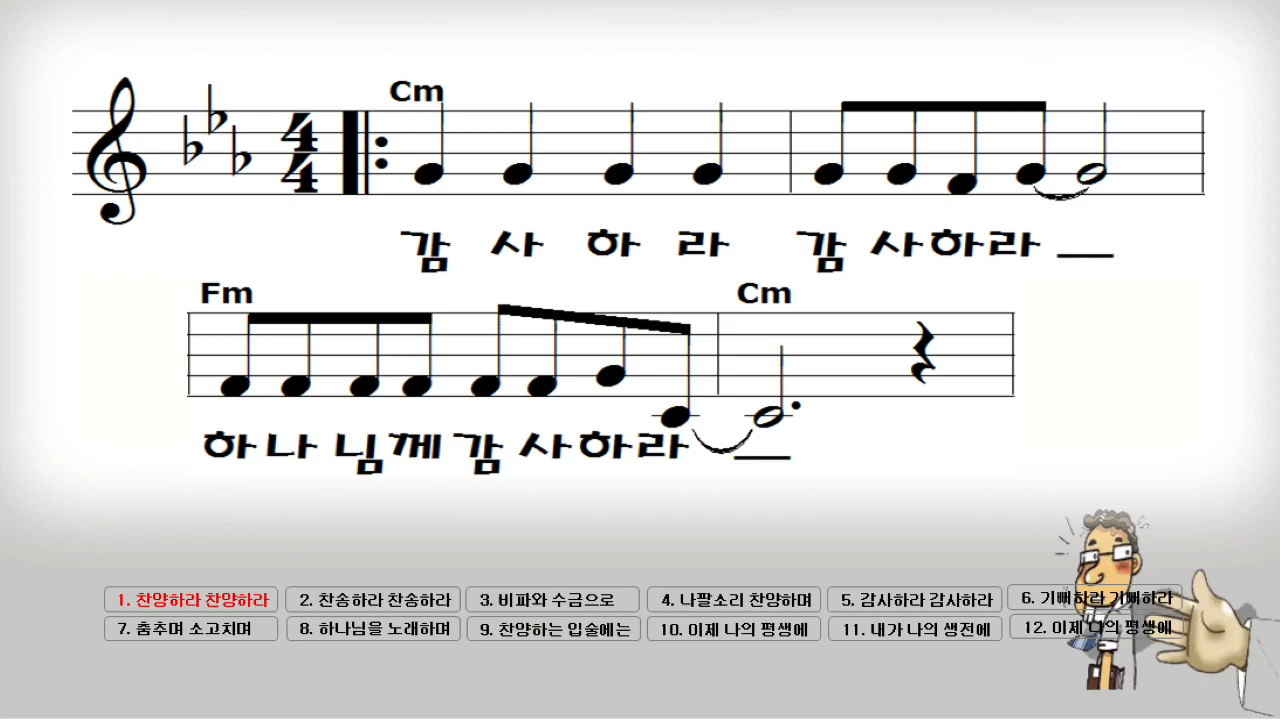 Cm
4
4
감 사 하 라 감 사하라
Fm Cm
하나 님께 감 사하라
1. 찬양하라 찬양하라 2. 찬송하라 찬송하라 3. 비파와 수금으로 4. 나팔소리 찬양하며 5. 감사하라 감사하라 6. 기뻐하라 기뻐하라
7. 춤추며 소고치며 8. 하나님을 노래하며 9. 찬양하는 입술에는 10. 이제 나의 평생에 11. 내가 나의 생전에 12. 이제 나의 평생에